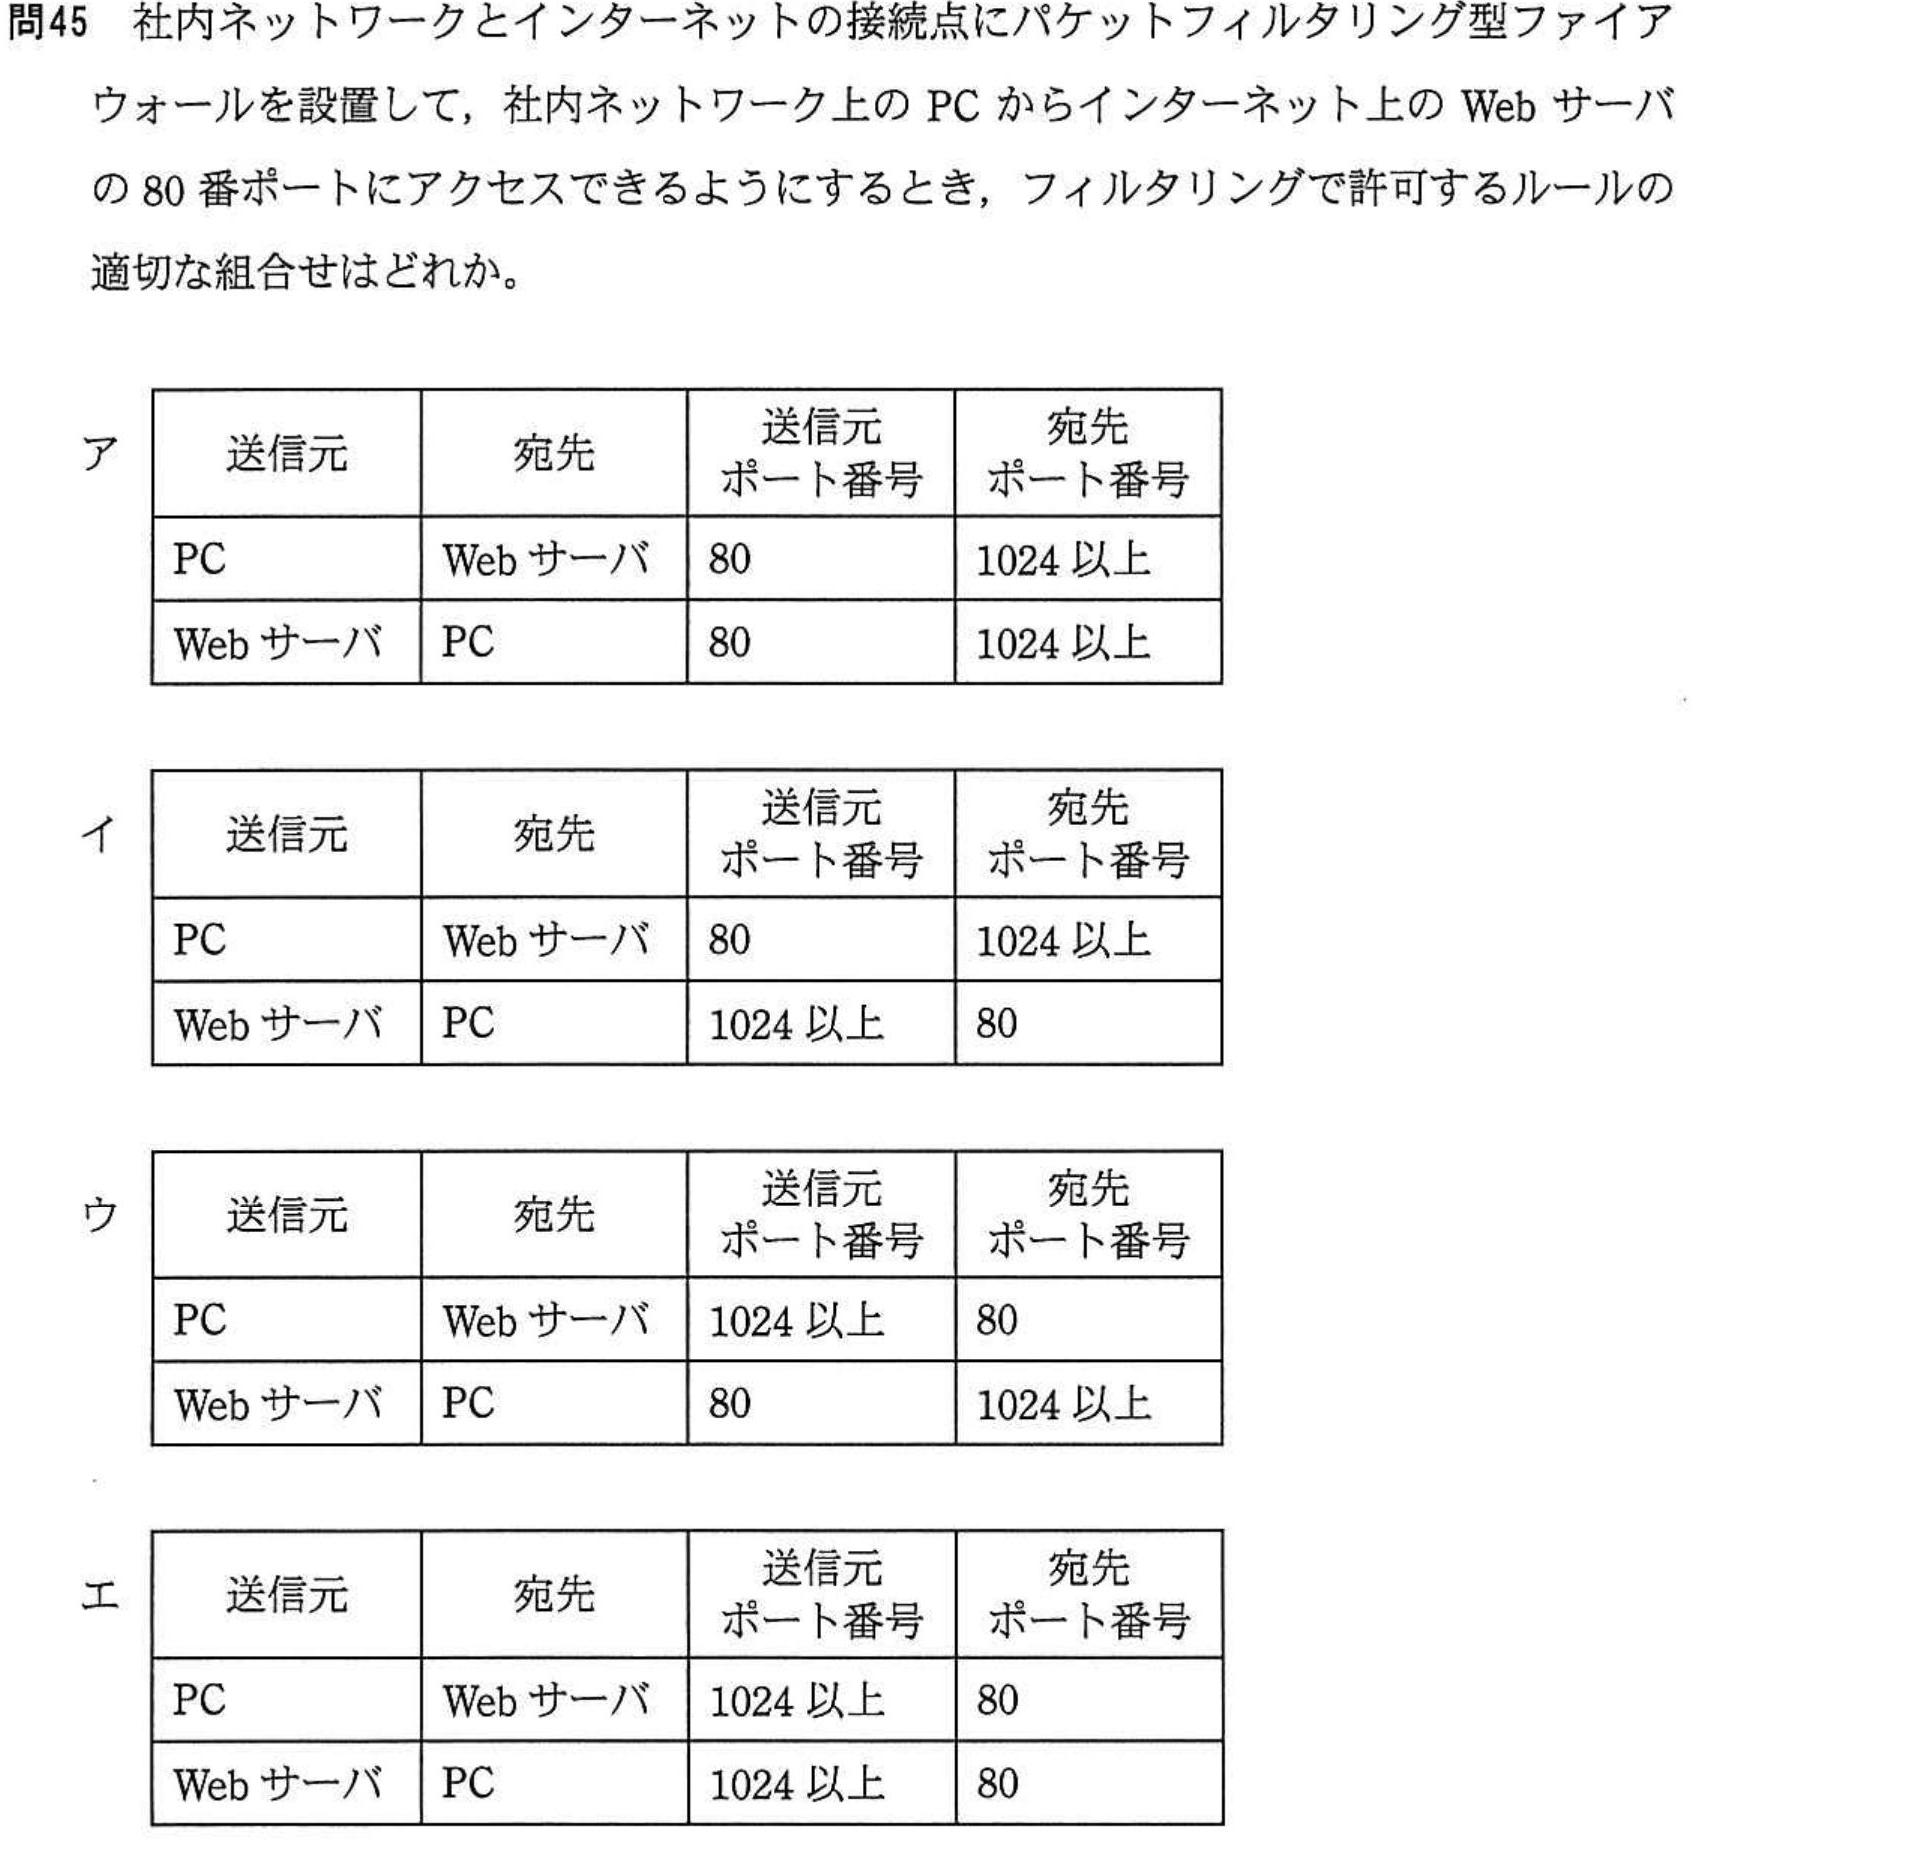 問45 社内ネットワークとインターネットの接続点にパケットフィルタリング型ファイア
ウォールを設置して，社内ネットワーク上の PC からインターネット上の Web サーバ
の 80 番ポートにアクセスできるようにするとき，フィルタリングで許可するルールの
適切な組合せはどれか。
ア
送信元 宛先 送信元ポート番号 宛先ポート番号
PC Web サーバ 80 1024 以上
Web サーバ PC 80 1024 以上
イ
送信元 宛先 送信元ポート番号 宛先ポート番号
PC Web サーバ 80 1024 以上
Web サーバ PC 1024 以上 80
ウ
送信元 宛先 送信元ポート番号 宛先ポート番号
PC Web サーバ 1024 以上 80
Web サーバ PC 80 1024 以上
エ
送信元 宛先 送信元ポート番号 宛先ポート番号
PC Web サーバ 1024 以上 80
Web サーバ PC 1024 以上 80